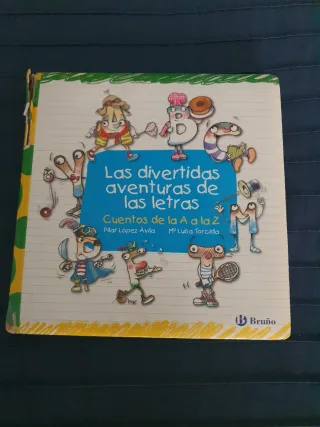 A B C
Las divertidas
aventuras de
las letras
Cuentos de la A a la Z
Pilar López Ávila Mª Luisa Torcida
Bruño